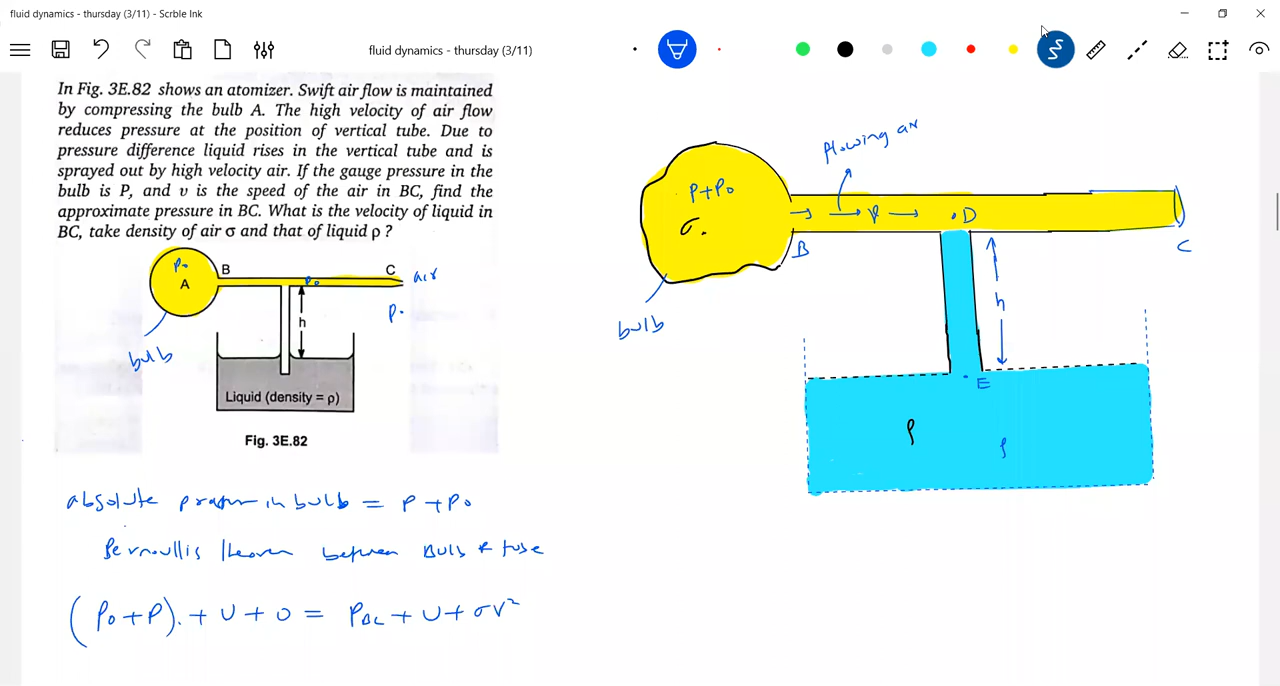 fluid dynamics - thursday (3/11) - Scrble Ink
fluid dynamics - thursday (3/11)
In Fig. 3E.82 shows an atomizer. Swift air flow is maintained
by compressing the bulb A. The high velocity of air flow
reduces pressure at the position of vertical tube. Due to
pressure difference liquid rises in the vertical tube and is
sprayed out by high velocity air. If the gauge pressure in the
bulb is P, and v is the speed of the air in BC, find the
approximate pressure in BC. What is the velocity of liquid in
BC, take density of air σ and that of liquid ρ ?
P₀
A
B
P₀
C
air
P₀
h
bulb
Liquid (density = ρ)
Fig. 3E.82
flowing air
P+P₀
σ.
B
V
D
C
h
bulb
E
ρ
ρ
absolute in bulb = P + P₀
Bernoullis between Bulb & tube
(P₀+P). + U + 0 = P_BC + U + σv²